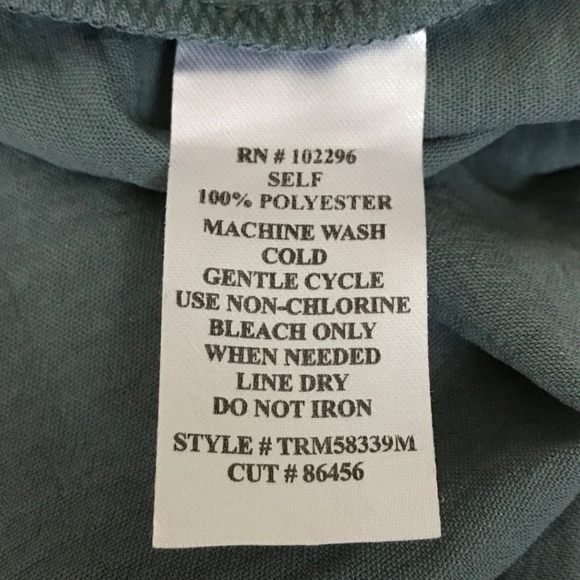 RN # 102296
SELF
100% POLYESTER
MACHINE WASH
COLD
GENTLE CYCLE
USE NON-CHLORINE
BLEACH ONLY
WHEN NEEDED
LINE DRY
DO NOT IRON
STYLE # TRM58339M
CUT # 86456